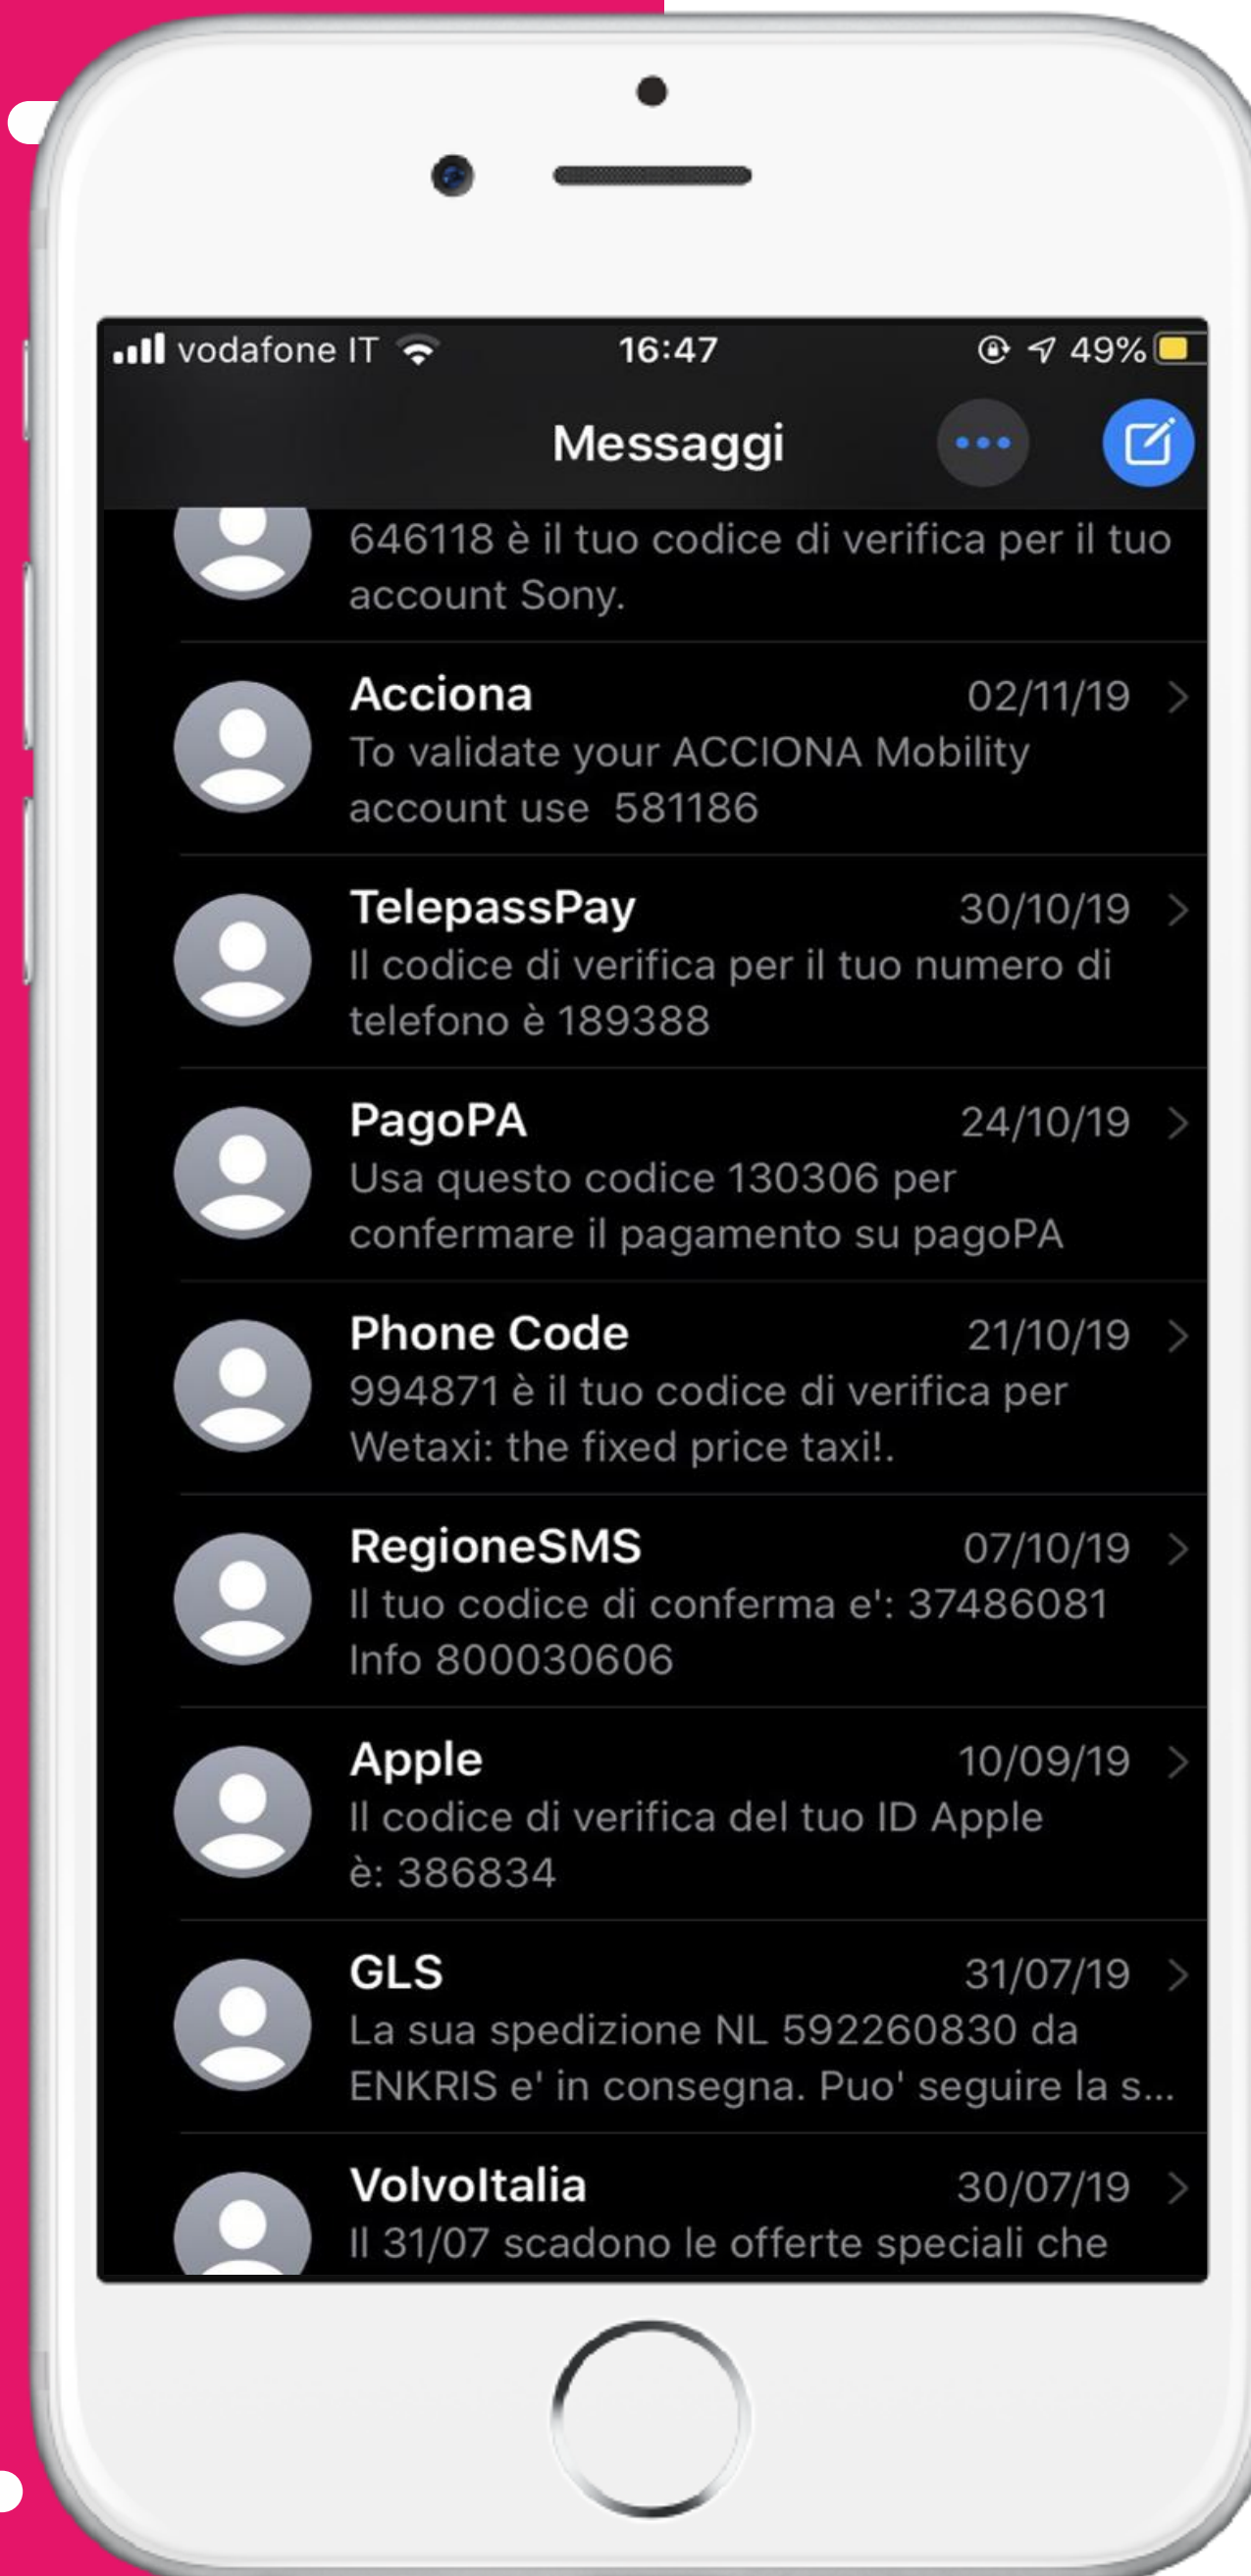 vodafone IT 16:47 49%
Messaggi
646118 è il tuo codice di verifica per il tuo
account Sony.
Acciona 02/11/19
To validate your ACCIONA Mobility
account use 581186
TelepassPay 30/10/19
Il codice di verifica per il tuo numero di
telefono è 189388
PagoPA 24/10/19
Usa questo codice 130306 per
confermare il pagamento su pagoPA
Phone Code 21/10/19
994871 è il tuo codice di verifica per
Wetaxi: the fixed price taxi!.
RegioneSMS 07/10/19
Il tuo codice di conferma e': 37486081
Info 800030606
Apple 10/09/19
Il codice di verifica del tuo ID Apple
è: 386834
GLS 31/07/19
La sua spedizione NL 592260830 da
ENKRIS e' in consegna. Puo' seguire la s...
VolvoItalia 30/07/19
Il 31/07 scadono le offerte speciali che